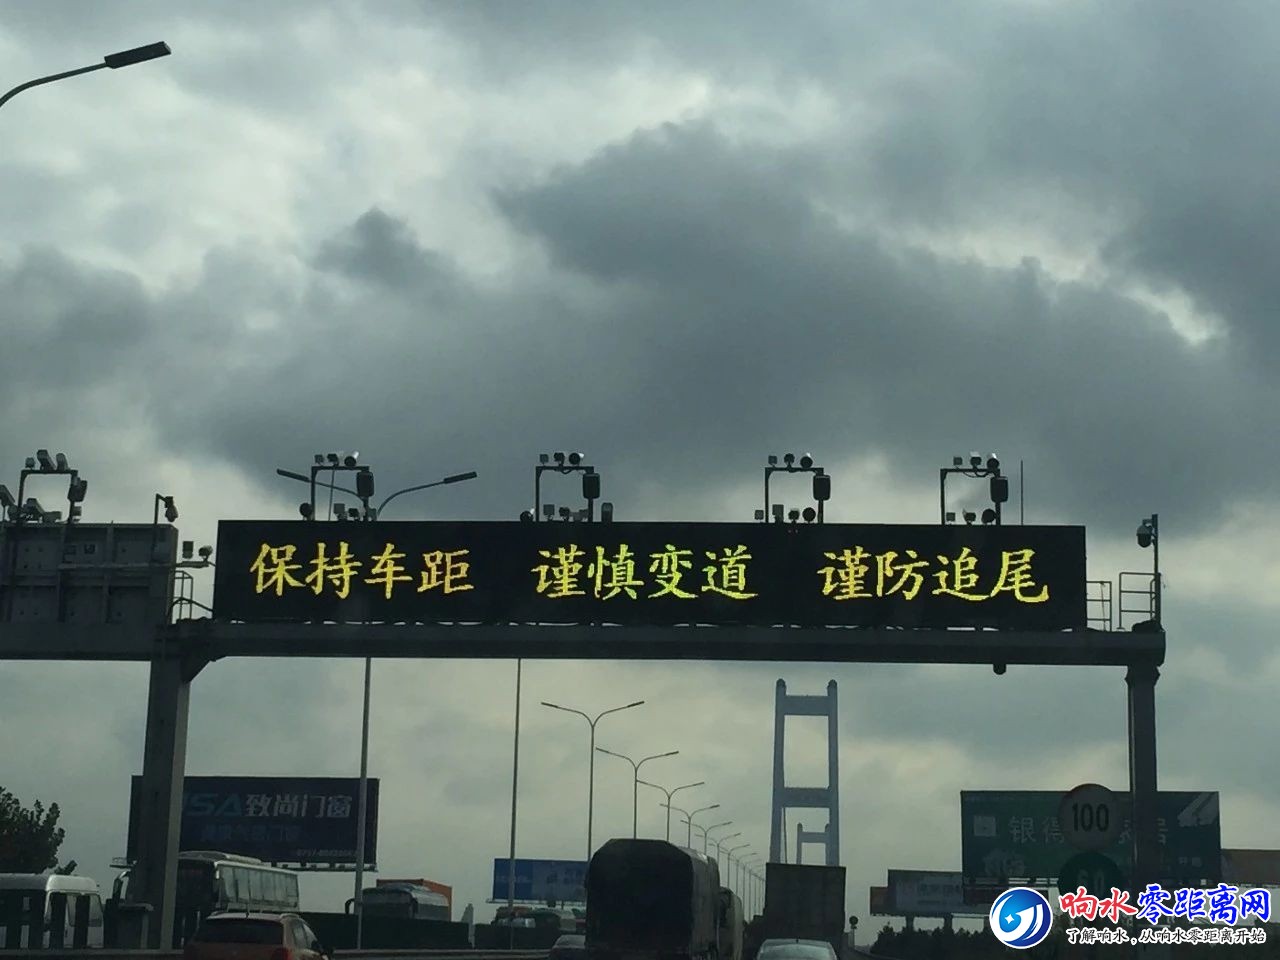 保持车距 谨慎变道 谨防追尾
致尚门窗
100
60
响水零距离网
了解响水，从响水零距离开始